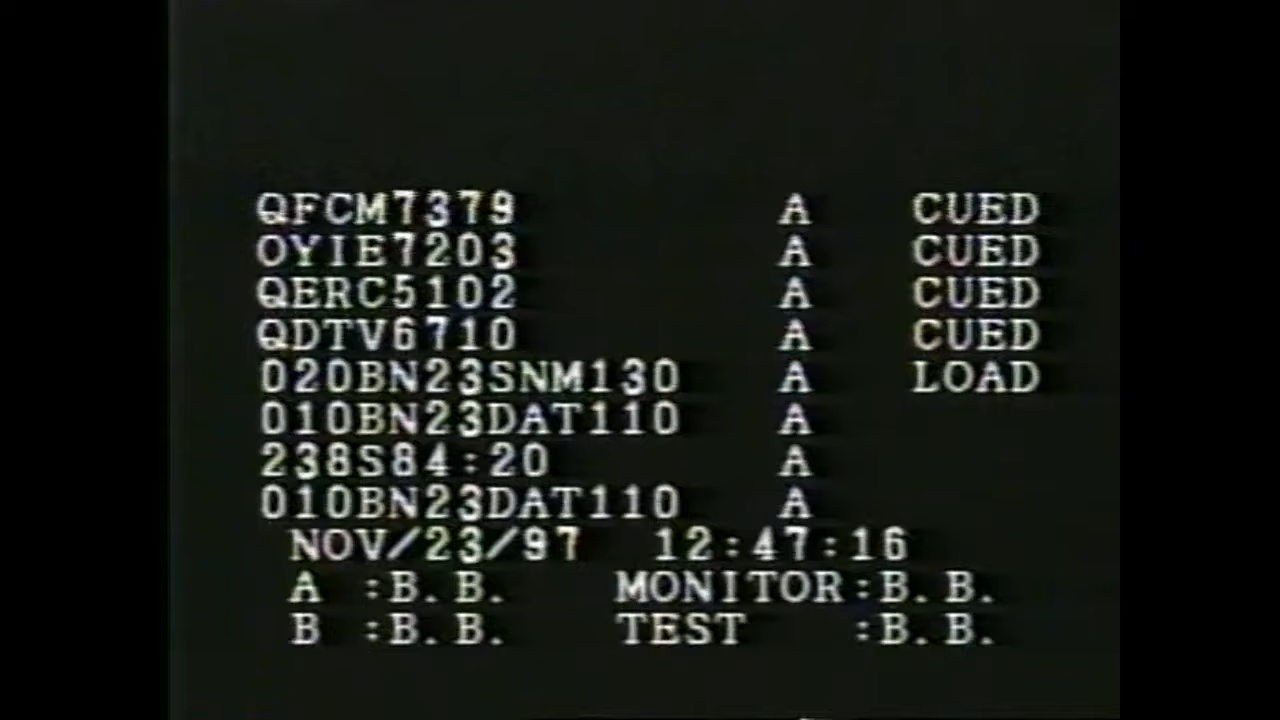 QFCM7379 A CUED
OYIE7203 A CUED
QERC5102 A CUED
QDTV6710 A CUED
020BN23SNM130 A LOAD
010BN23DAT110 A
238S84:20 A
010BN23DAT110 A
NOV/23/97 12:47:16
A :B.B. MONITOR:B.B.
B :B.B. TEST :B.B.